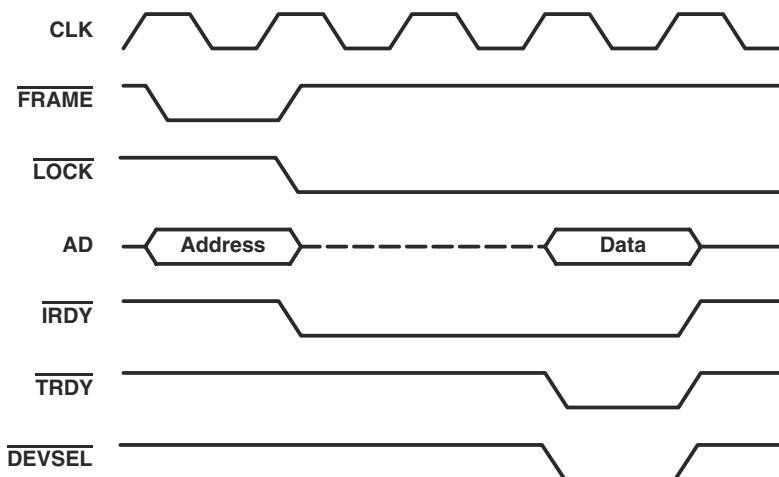 CLK
FRAME
LOCK
AD Address Data
IRDY
TRDY
DEVSEL